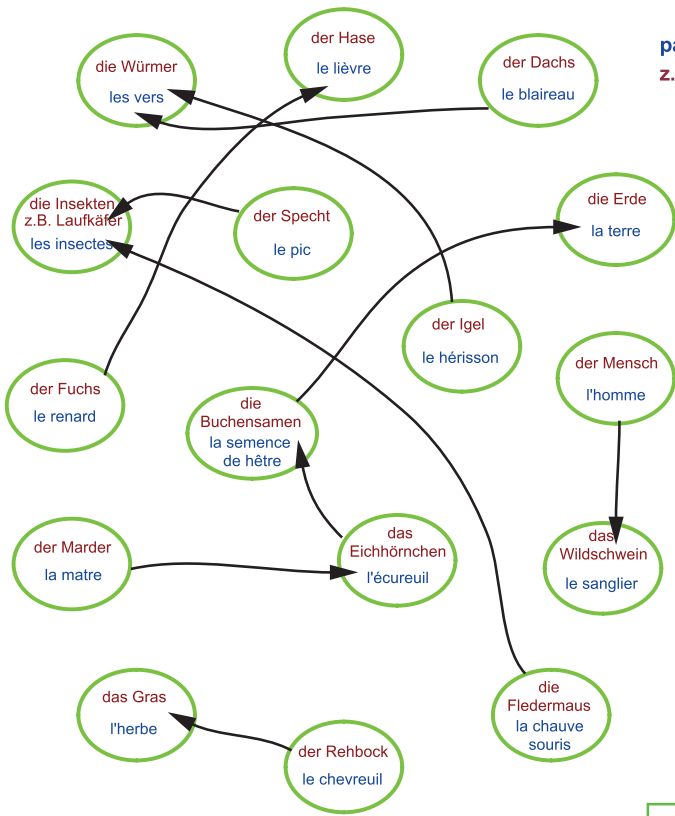 der Hase
le lièvre
die Würmer
les vers
der Dachs
le blaireau
pa
z.
die Insekten
z.B. Laufkäfer
les insectes
der Specht
le pic
die Erde
la terre
der Igel
le hérisson
der Mensch
l'homme
der Fuchs
le renard
die
Buchensamen
la semence
de hêtre
der Marder
la matre
das
Eichhörnchen
l'écureuil
das
Wildschwein
le sanglier
das Gras
l'herbe
die
Fledermaus
la chauve
souris
der Rehbock
le chevreuil